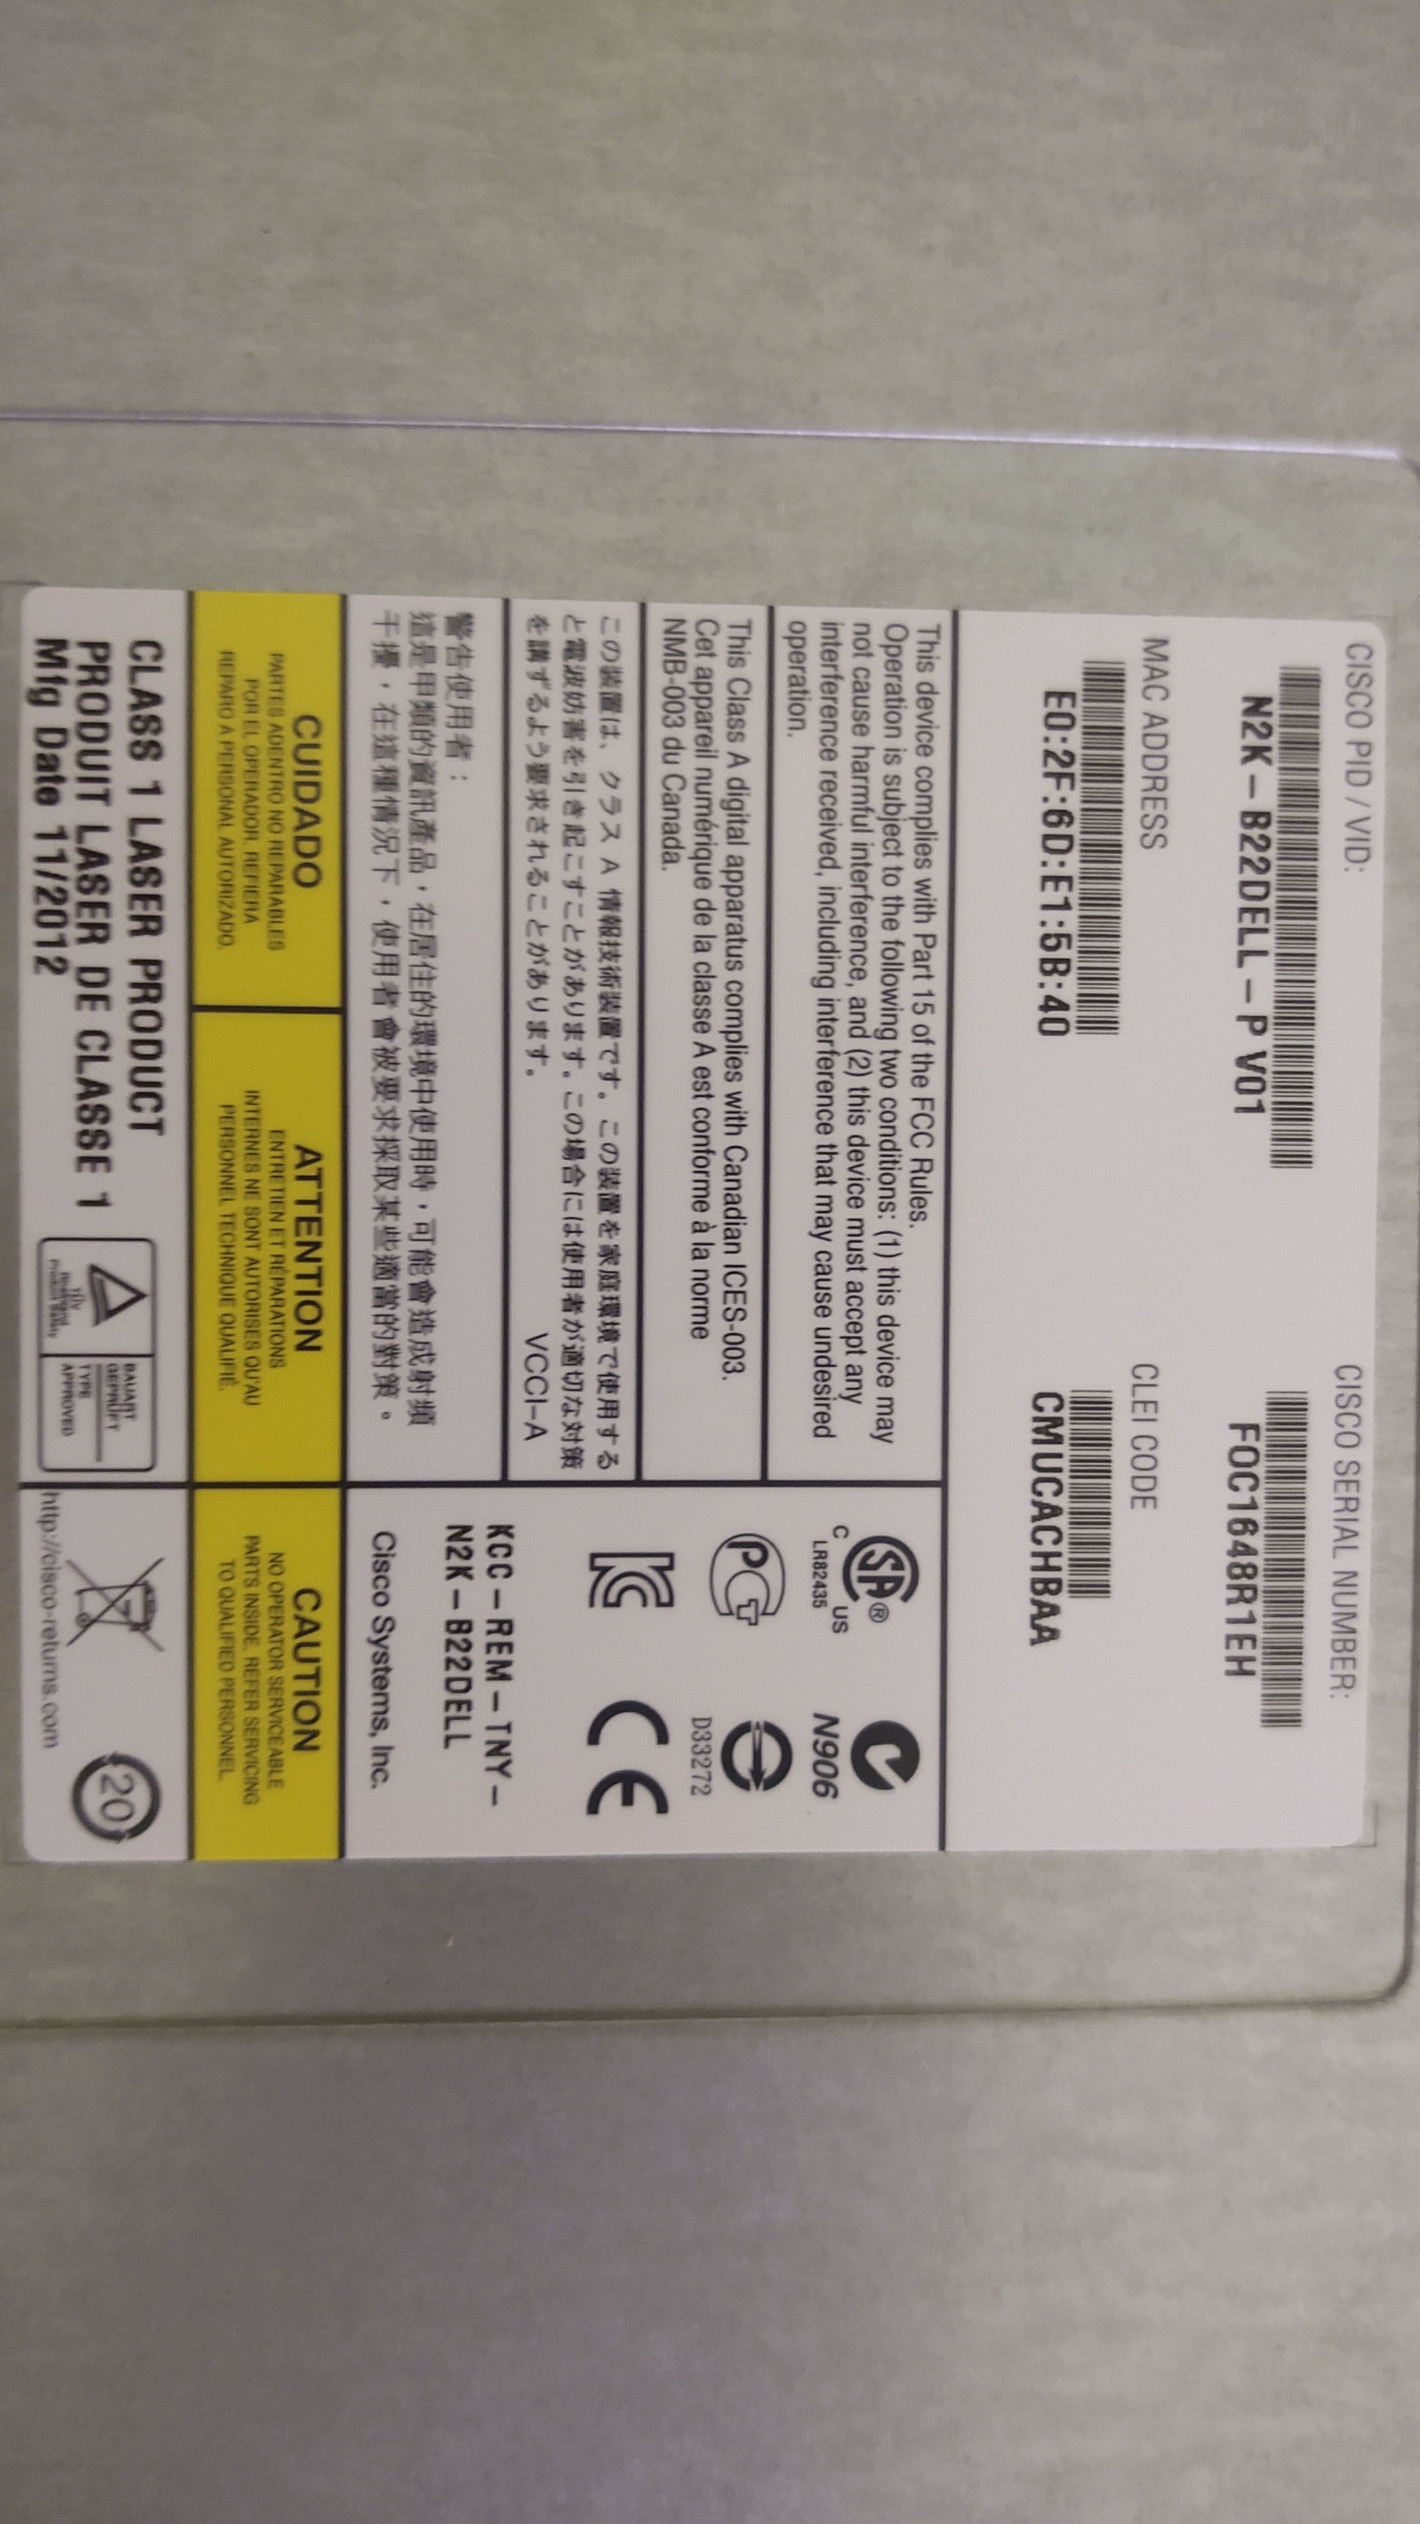 CISCO PID / VID:
N2K-B22DELL-P V01
CISCO SERIAL NUMBER:
FOC1648R1EH
MAC ADDRESS
E0:2F:6D:E1:5B:40
CLEI CODE
CMUCACHBAA
This device complies with Part 15 of the FCC Rules.
Operation is subject to the following two conditions: (1) this device may
not cause harmful interference, and (2) this device must accept any
interference received, including interference that may cause undesired
operation.
This Class A digital apparatus complies with Canadian ICES-003.
Cet appareil numérique de la classe A est conforme à la norme
NMB-003 du Canada.
この装置は、クラス A 情報技術装置です。この装置を家庭環境で使用する
と電波妨害を引き起こすことがあります。この場合には使用者が適切な対策
を講ずるよう要求されることがあります。
VCCI-A
警告使用者：
這是甲類的資訊產品，在居住的環境中使用時，可能會造成射頻
干擾，在這種情況下，使用者會被要求採取某些適當的對策。
SA®
C US
LR82435
N906
PCT
D33272
CE
KCC-REM-TNY-
N2K-B22DELL
Cisco Systems, Inc.
CUIDADO
PARTES ADENTRO NO REPARABLES
POR EL OPERADOR. REFIERA
REPARO A PERSONAL AUTORIZADO.
ATTENTION
ENTRETIEN ET RÉPARATIONS
INTERNES NE SONT AUTORISÉS QU'AU
PERSONNEL TECHNIQUE QUALIFIÉ.
CAUTION
NO OPERATOR SERVICEABLE
PARTS INSIDE. REFER SERVICING
TO QUALIFIED PERSONNEL.
CLASS 1 LASER PRODUCT
PRODUIT LASER DE CLASSE 1
Mfg Date 11/2012
TÜV
Rheinland
Product Safety
BAUART
GEPRÜFT
TYPE
APPROVED
http://cisco-returns.com
20